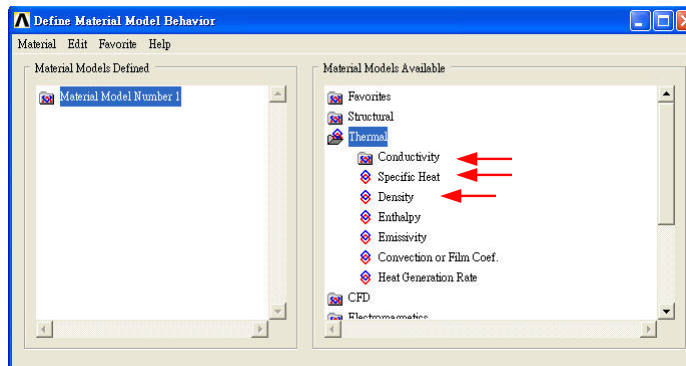 Define Material Model Behavior
Material Edit Favorite Help
Material Models Defined
Material Model Number 1
Material Models Available
Favorites
Structural
Thermal
Conductivity
Specific Heat
Density
Enthalpy
Emissivity
Convection or Film Coef.
Heat Generation Rate
CFD
Electromagnetics